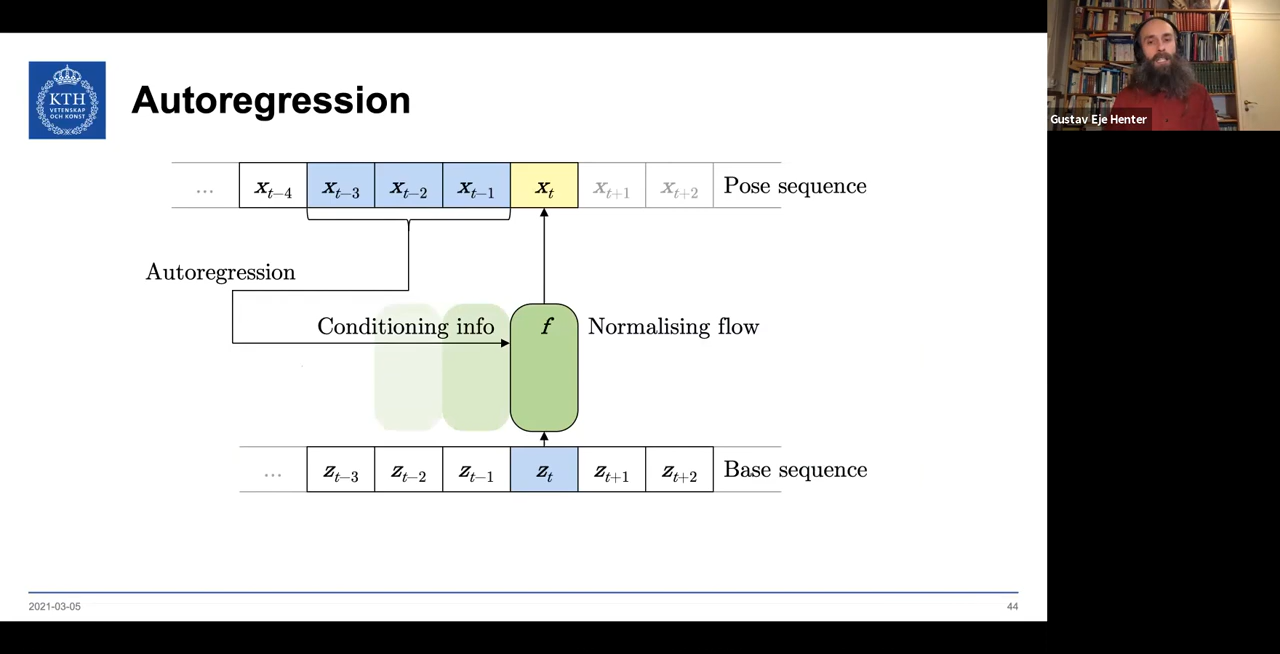 KTH
VETENSKAP
OCH KONST
Autoregression
Gustav Eje Henter
... x_{t−4} x_{t−3} x_{t−2} x_{t−1} x_t x_{t+1} x_{t+2} Pose sequence
Autoregression
Conditioning info f Normalising flow
... z_{t−3} z_{t−2} z_{t−1} z_t z_{t+1} z_{t+2} Base sequence
2021-03-05 44